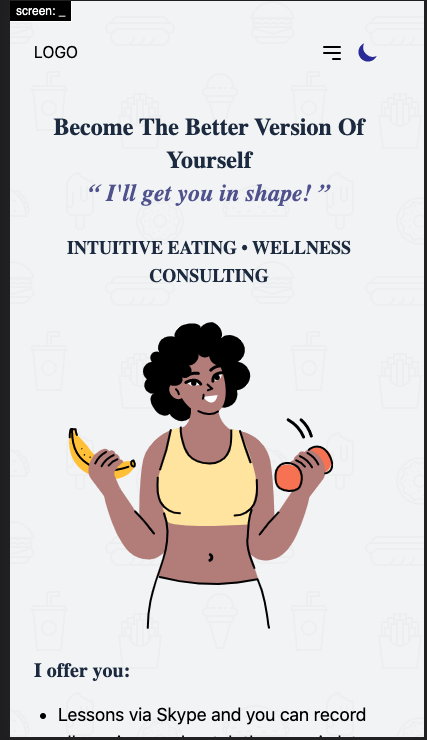 screen: _
LOGO
Become The Better Version Of
Yourself
“ I'll get you in shape! ”
INTUITIVE EATING • WELLNESS
CONSULTING
I offer you:
• Lessons via Skype and you can record